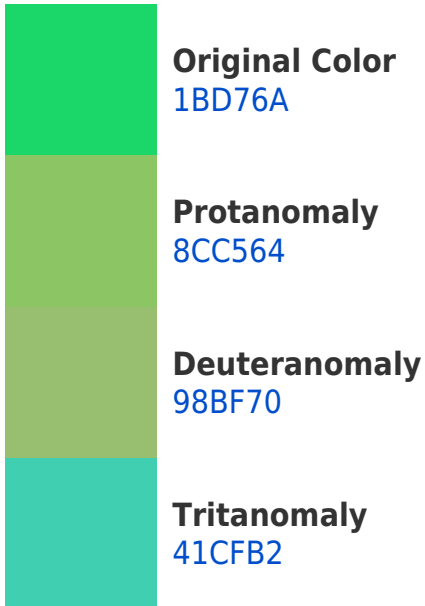 Original Color
1BD76A
Protanomaly
8CC564
Deuteranomaly
98BF70
Tritanomaly
41CFB2